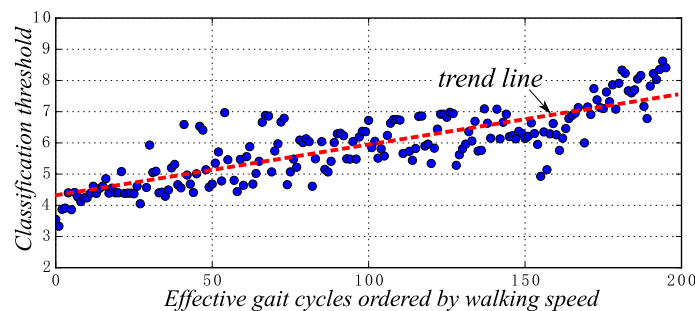 Classification threshold
10
9
8
7
6
5
4
3
2
trend line
0 50 100 150 200
Effective gait cycles ordered by walking speed